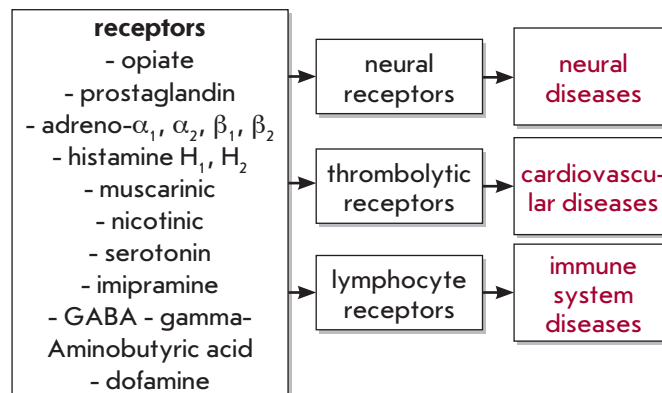 receptors
- opiate
- prostaglandin
- adreno-α₁, α₂, β₁, β₂
- histamine H₁, H₂
- muscarinic
- nicotinic
- serotonin
- imipramine
- GABA - gamma-
Aminobutyric acid
- dofamine
neural
receptors
neural
diseases
thrombolytic
receptors
cardiovascu-
lar diseases
lymphocyte
receptors
immune
system
diseases